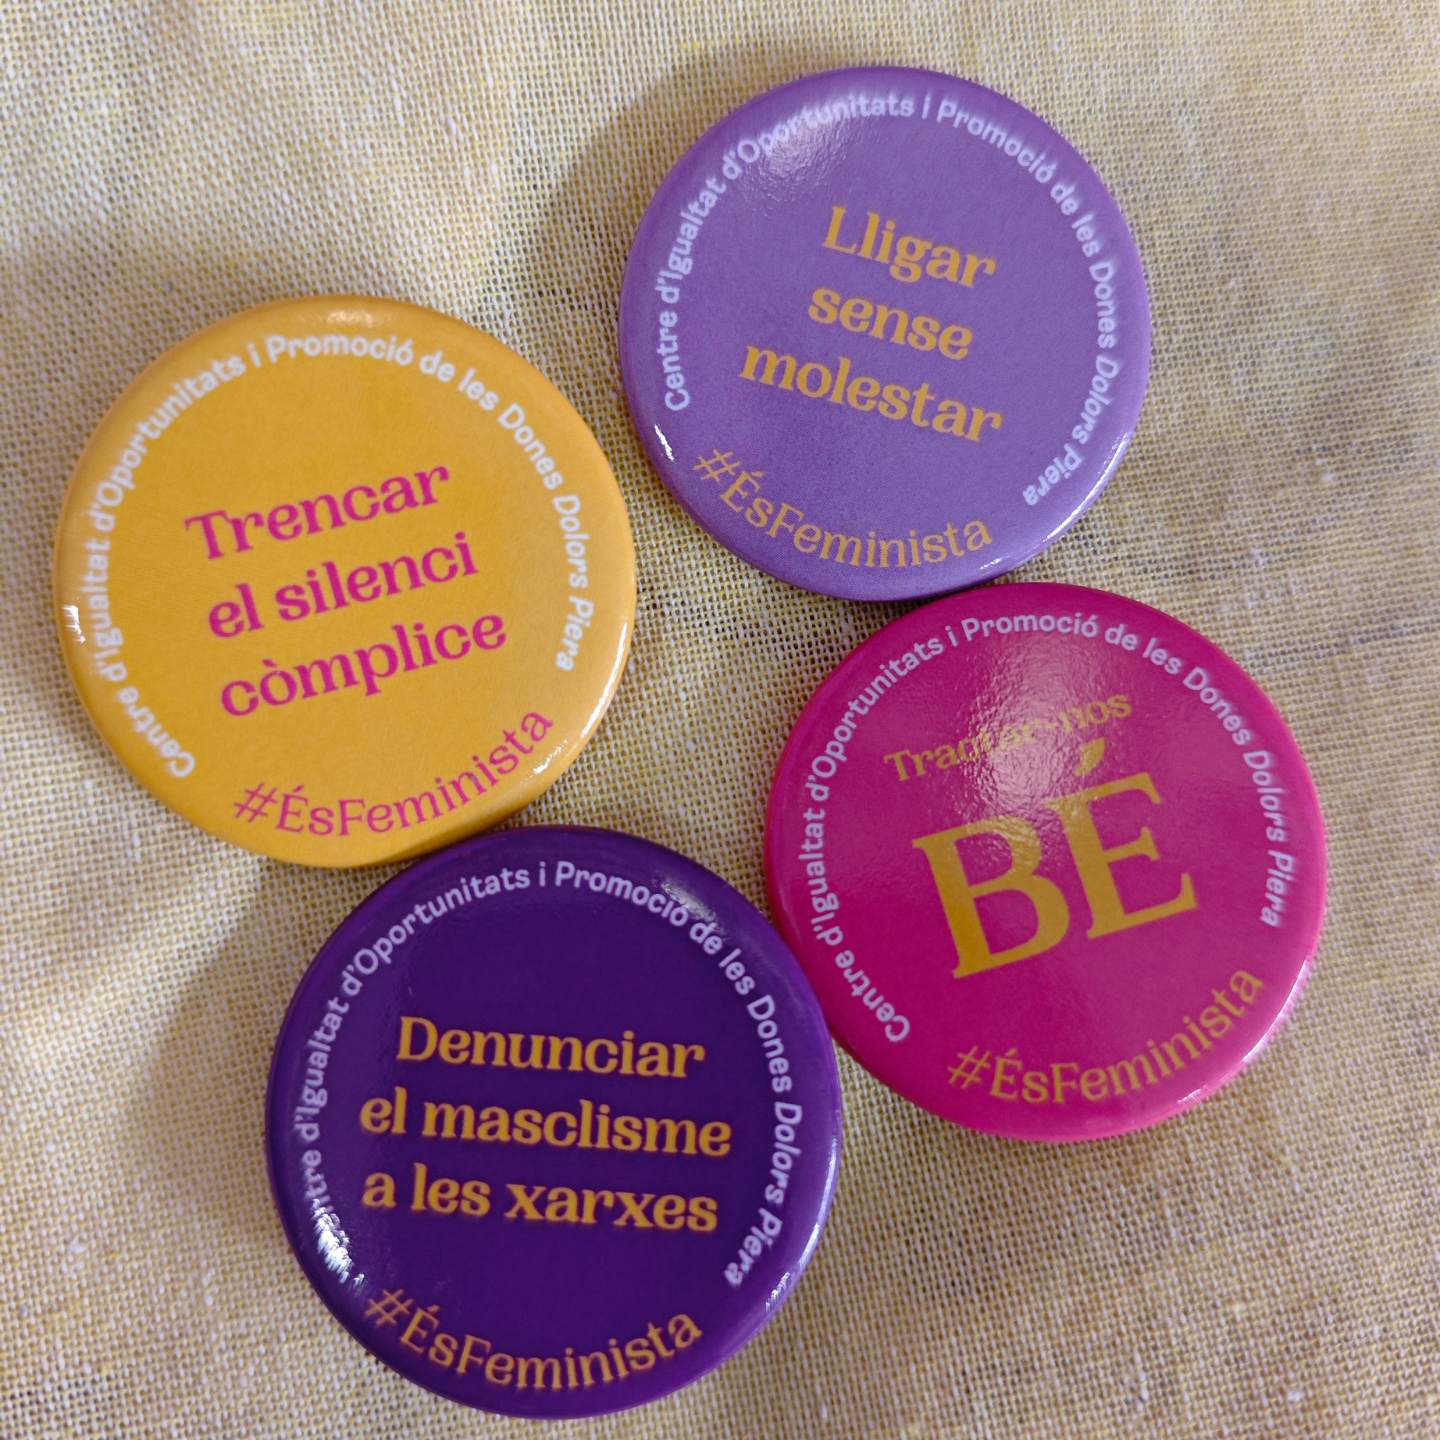 Centre d'Igualtat d'Oportunitats i Promoció de les Dones Dolors Piera
Lligar
sense
molestar
#ÉsFeminista
Centre d'Igualtat d'Oportunitats i Promoció de les Dones Dolors Piera
Trencar
el silenci
còmplice
#ÉsFeminista
Centre d'Igualtat d'Oportunitats i Promoció de les Dones Dolors Piera
Tractar-nos
BÉ
#ÉsFeminista
Centre d'Igualtat d'Oportunitats i Promoció de les Dones Dolors Piera
Denunciar
el masclisme
a les xarxes
#ÉsFeminista